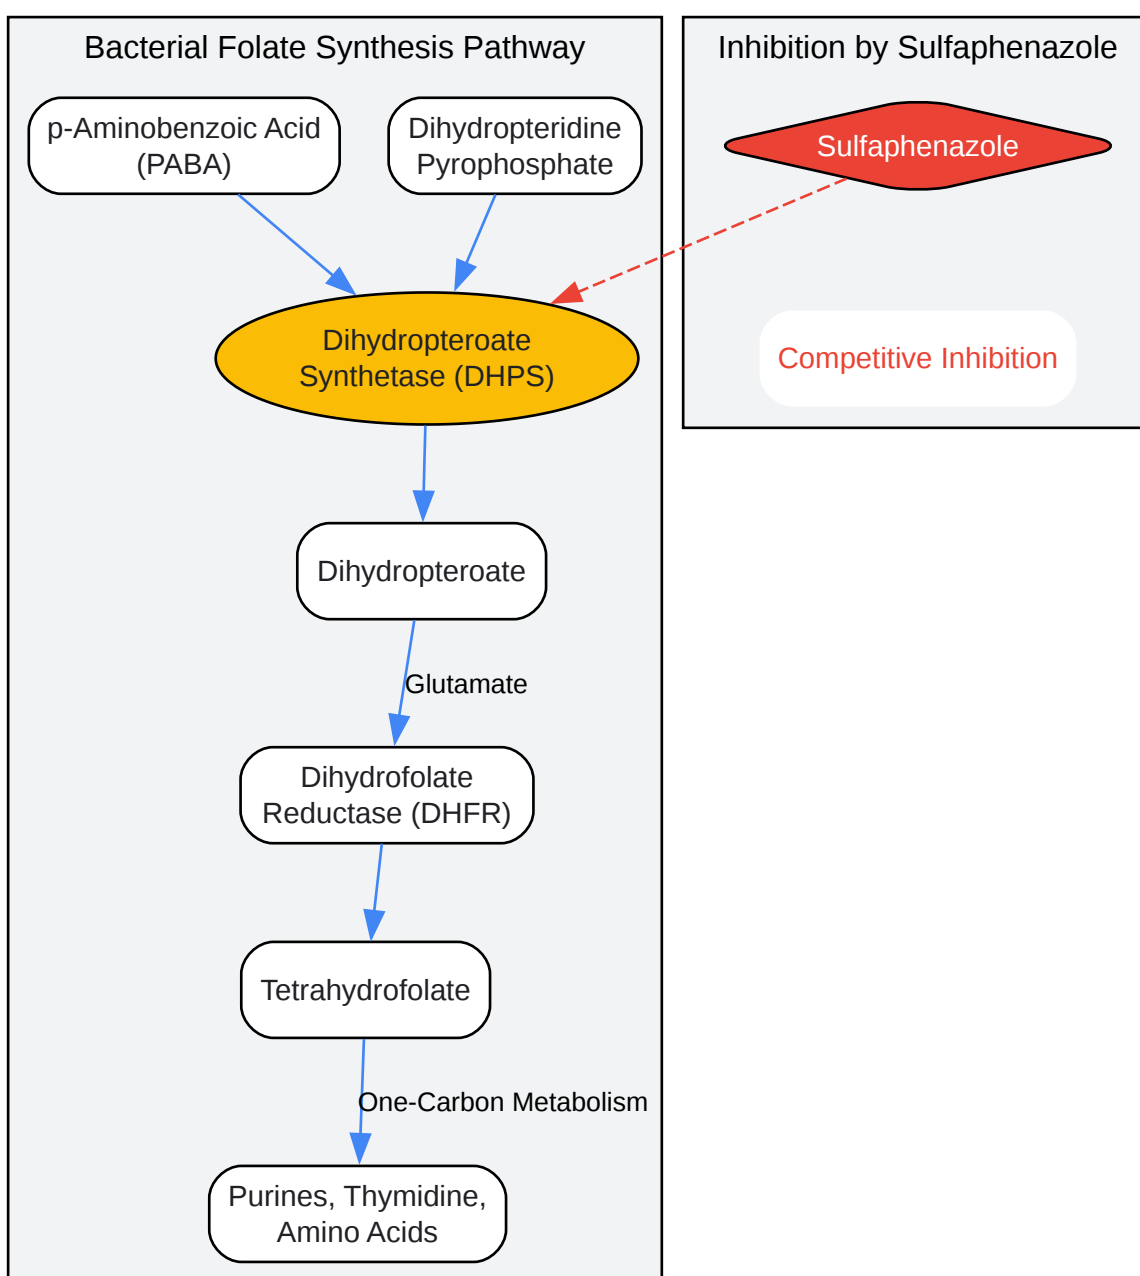 Bacterial Folate Synthesis Pathway
p-Aminobenzoic Acid
(PABA)
Dihydropteridine
Pyrophosphate
Dihydropteroate
Synthetase (DHPS)
Dihydropteroate
Glutamate
Dihydrofolate
Reductase (DHFR)
Tetrahydrofolate
One-Carbon Metabolism
Purines, Thymidine,
Amino Acids
Inhibition by Sulfaphenazole
Sulfaphenazole
Competitive Inhibition